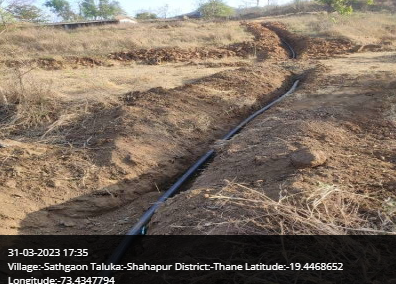 31-03-2023 17:35
Village:-Sathgaon Taluka:-Shahapur District:-Thane Latitude:-19.4468652
Longitude:-73.4347794